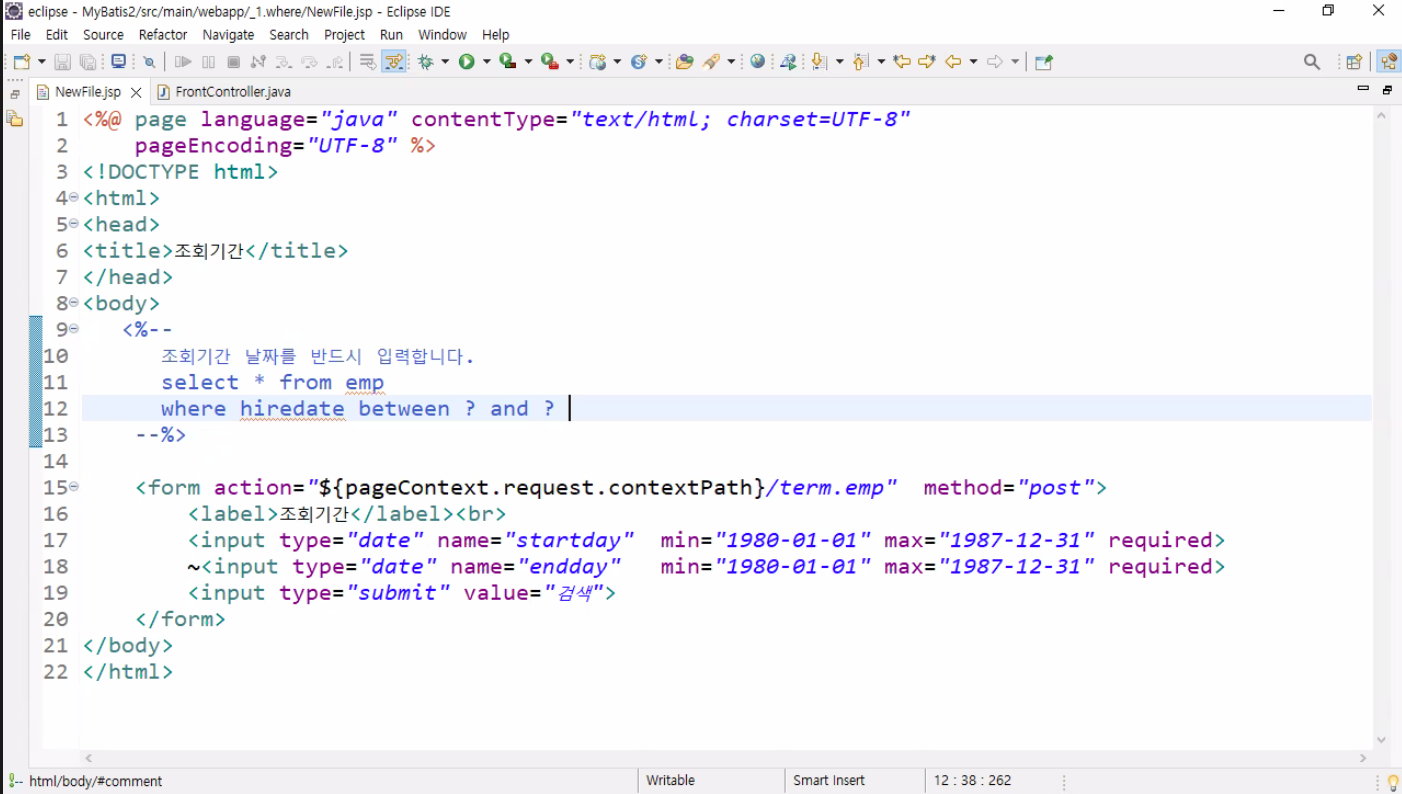 eclipse - MyBatis2/src/main/webapp/_1.where/NewFile.jsp - Eclipse IDE
File Edit Source Refactor Navigate Search Project Run Window Help
NewFile.jsp FrontController.java
1 <%@ page language="java" contentType="text/html; charset=UTF-8"
2 pageEncoding="UTF-8" %>
3 <!DOCTYPE html>
4 <html>
5 <head>
6 <title>조회기간</title>
7 </head>
8 <body>
9 <%--
10 조회기간 날짜를 반드시 입력합니다.
11 select * from emp
12 where hiredate between ? and ?
13 --%>
14
15 <form action="${pageContext.request.contextPath}/term.emp" method="post">
16 <label>조회기간</label><br>
17 <input type="date" name="startday" min="1980-01-01" max="1987-12-31" required>
18 ~<input type="date" name="endday" min="1980-01-01" max="1987-12-31" required>
19 <input type="submit" value="검색">
20 </form>
21 </body>
22 </html>
html/body/#comment Writable Smart Insert 12 : 38 : 262